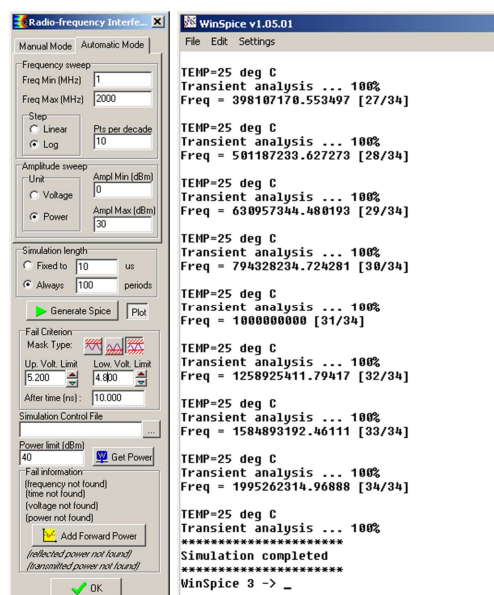 Radio-frequency Interfe...
Manual Mode Automatic Mode
Frequency sweep
Freq Min (MHz) 1
Freq Max (MHz) 2000
Step
Linear
Log
Pts per decade
10
Amplitude sweep
Unit
Voltage
Power
Ampl Min (dBm)
0
Ampl Max (dBm)
30
Simulation length
Fixed to 10 us
Always 100 periods
Generate Spice Plot
Fail Criterion
Mask Type:
Up. Volt. Limit Low. Volt. Limit
5.200 4.800
After time (ns) : 10.000
Simulation Control File
...
Power limit (dBm)
40 W Get Power
Fail information
(frequency not found)
(time not found)
(voltage not found)
(power not found)
Add Forward Power
(reflected power not found)
(transmitted power not found)
OK
WinSpice v1.05.01
File Edit Settings
TEMP=25 deg C
Transient analysis ... 100%
Freq = 398107170.553497 [27/34]
TEMP=25 deg C
Transient analysis ... 100%
Freq = 501187233.627273 [28/34]
TEMP=25 deg C
Transient analysis ... 100%
Freq = 630957344.480193 [29/34]
TEMP=25 deg C
Transient analysis ... 100%
Freq = 794328234.724281 [30/34]
TEMP=25 deg C
Transient analysis ... 100%
Freq = 1000000000 [31/34]
TEMP=25 deg C
Transient analysis ... 100%
Freq = 1258925411.79417 [32/34]
TEMP=25 deg C
Transient analysis ... 100%
Freq = 1584893192.46111 [33/34]
TEMP=25 deg C
Transient analysis ... 100%
Freq = 1995262314.96888 [34/34]
TEMP=25 deg C
Transient analysis ... 100%
**********************
Simulation completed
**********************
WinSpice 3 -> _